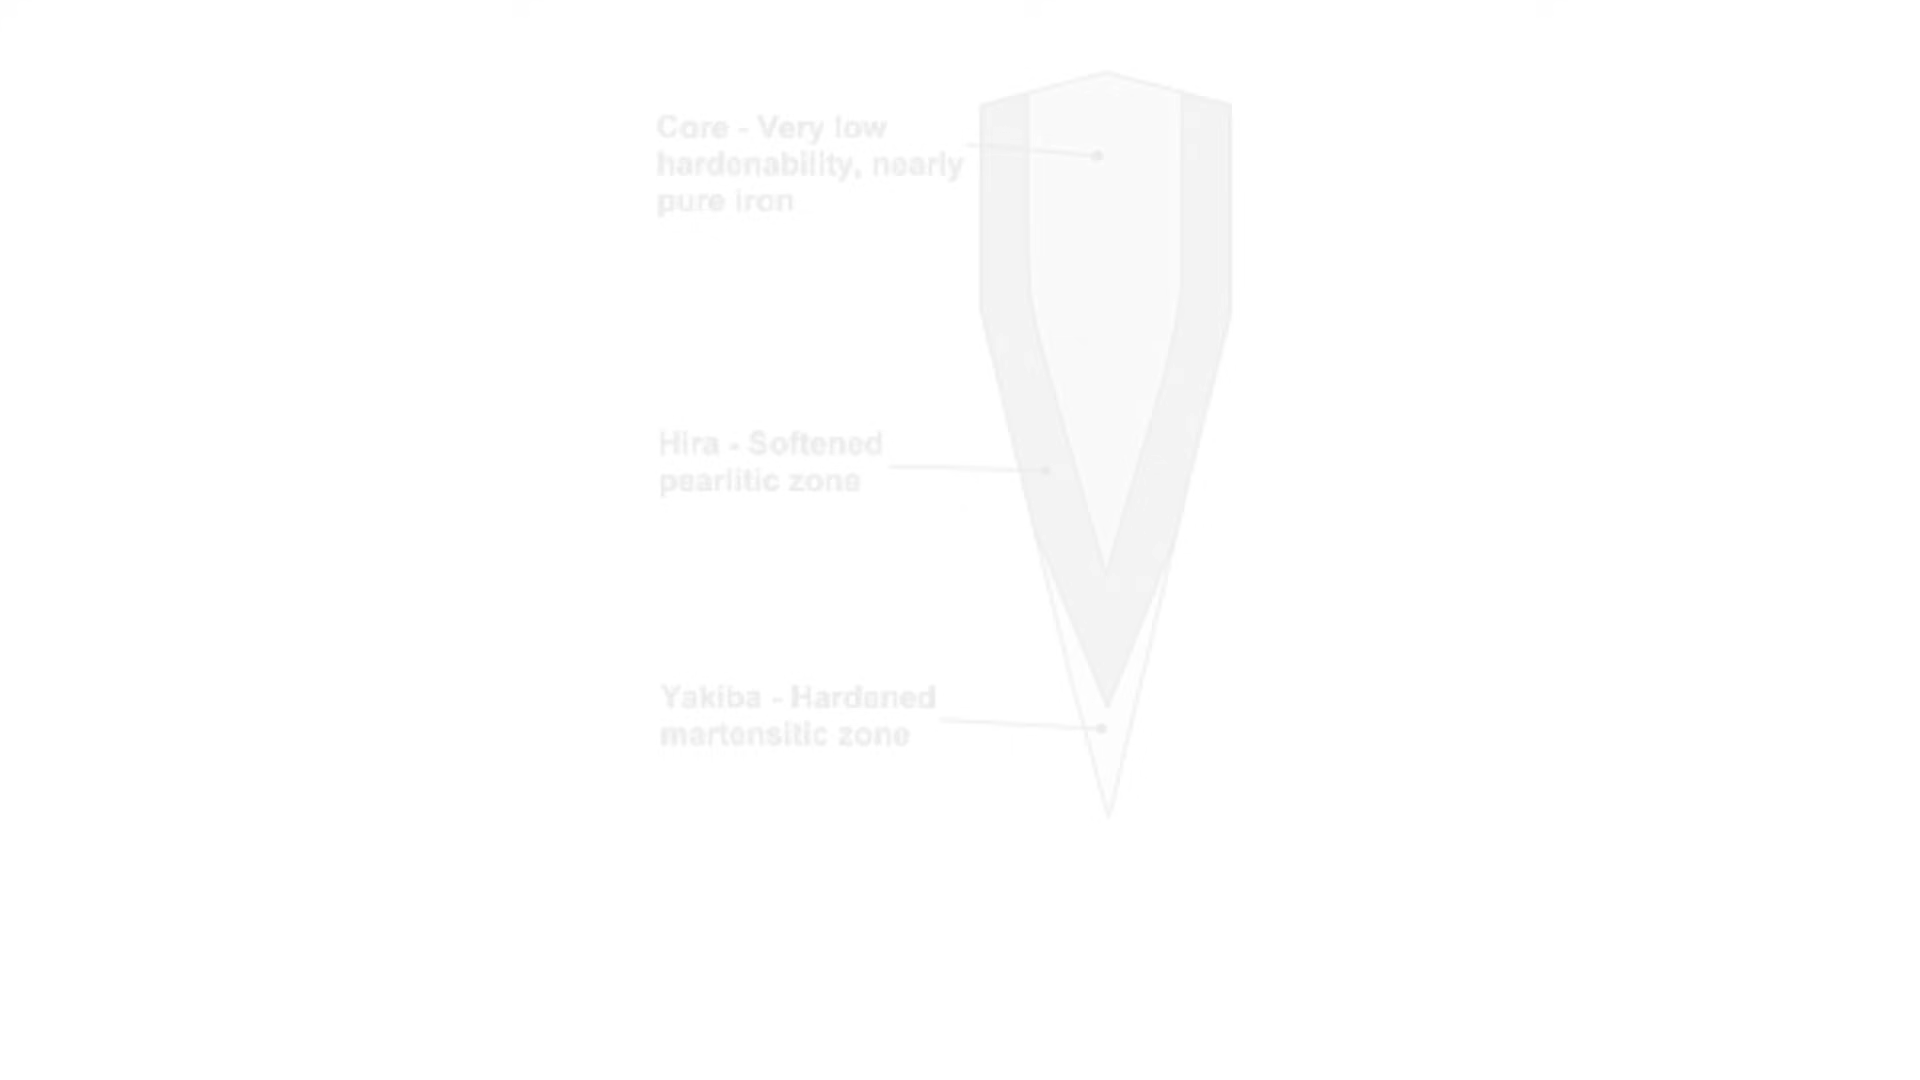 Core - Very low
hardenability, nearly
pure iron
Hira - Softened
pearlitic zone
Yakiba - Hardened
martensitic zone